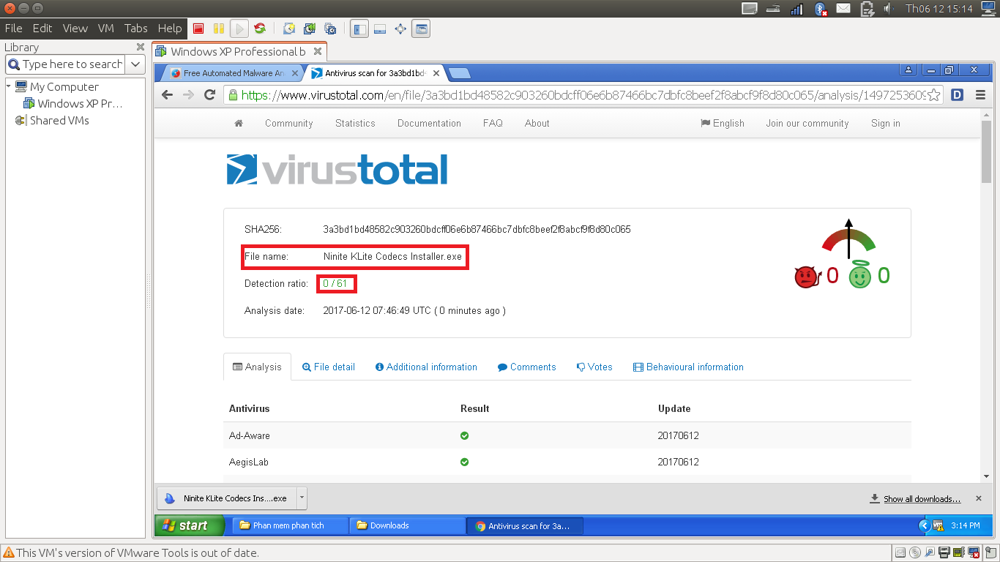 Th06 12 15:14
File Edit View VM Tabs Help
Library
Type here to search
My Computer
Windows XP Pr...
Shared VMs
Windows XP Professional b
Free Automated Malware An
Antivirus scan for 3a3bd1bd4
https://www.virustotal.com/en/file/3a3bd1bd48582c903260bdcff06e6b87466bc7dbfc8beef2f8abcf9f8d80c065/analysis/1497253609
Community Statistics Documentation FAQ About English Join our community Sign in
virustotal
SHA256: 3a3bd1bd48582c903260bdcff06e6b87466bc7dbfc8beef2f8abcf9f8d80c065
File name: Ninite KLite Codecs Installer.exe
Detection ratio: 0 / 61
0 0
Analysis date: 2017-06-12 07:46:49 UTC ( 0 minutes ago )
Analysis File detail Additional information Comments Votes Behavioural information
Antivirus Result Update
Ad-Aware 20170612
AegisLab 20170612
Ninite KLite Codecs Ins....exe Show all downloads...
start Phan mem phan tich Downloads Antivirus scan for 3a... 3:14 PM
This VM's version of VMware Tools is out of date.